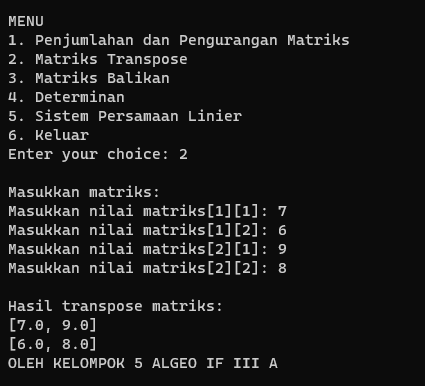 MENU
1. Penjumlahan dan Pengurangan Matriks
2. Matriks Transpose
3. Matriks Balikan
4. Determinan
5. Sistem Persamaan Linier
6. Keluar
Enter your choice: 2
Masukkan matriks:
Masukkan nilai matriks[1][1]: 7
Masukkan nilai matriks[1][2]: 6
Masukkan nilai matriks[2][1]: 9
Masukkan nilai matriks[2][2]: 8
Hasil transpose matriks:
[7.0, 9.0]
[6.0, 8.0]
OLEH KELOMPOK 5 ALGEO IF III A